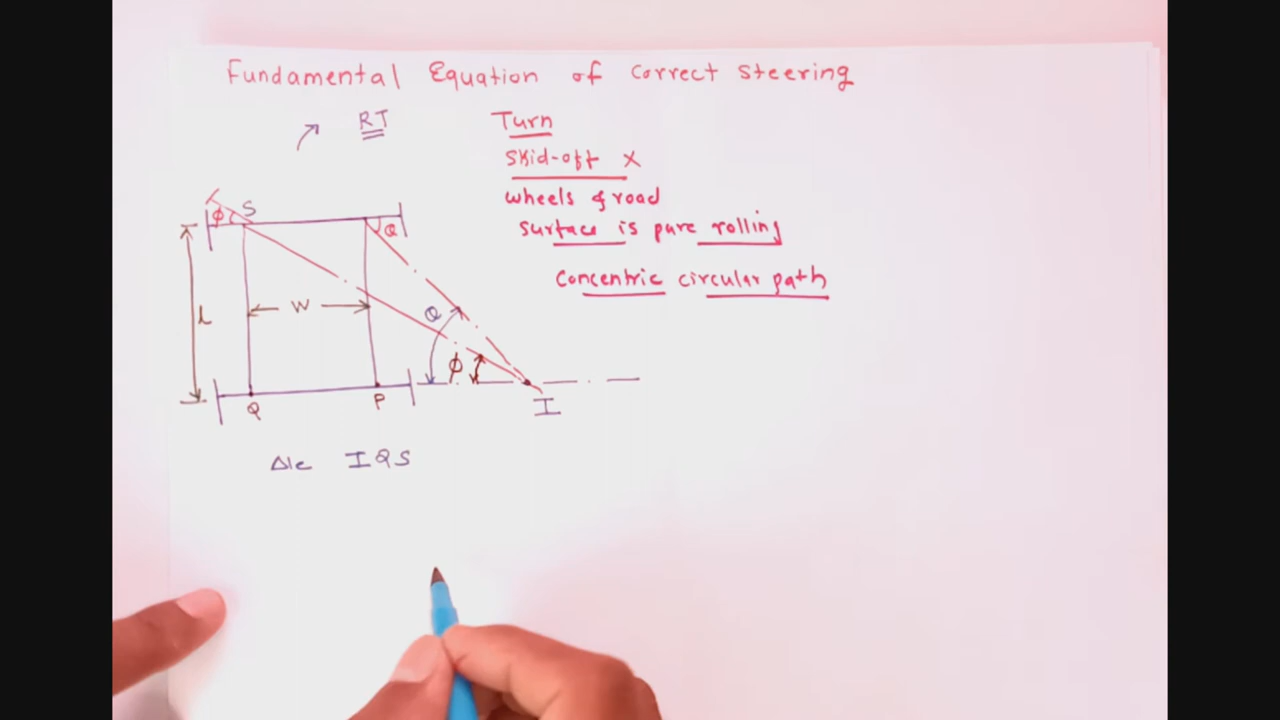 Fundamental Equation of correct steering
RT
Turn
Skid-off X
wheels & road
surface is pure rolling
Concentric circular path
ϕ S
θ
l
W
θ
ϕ
Q P I
Δle IQS